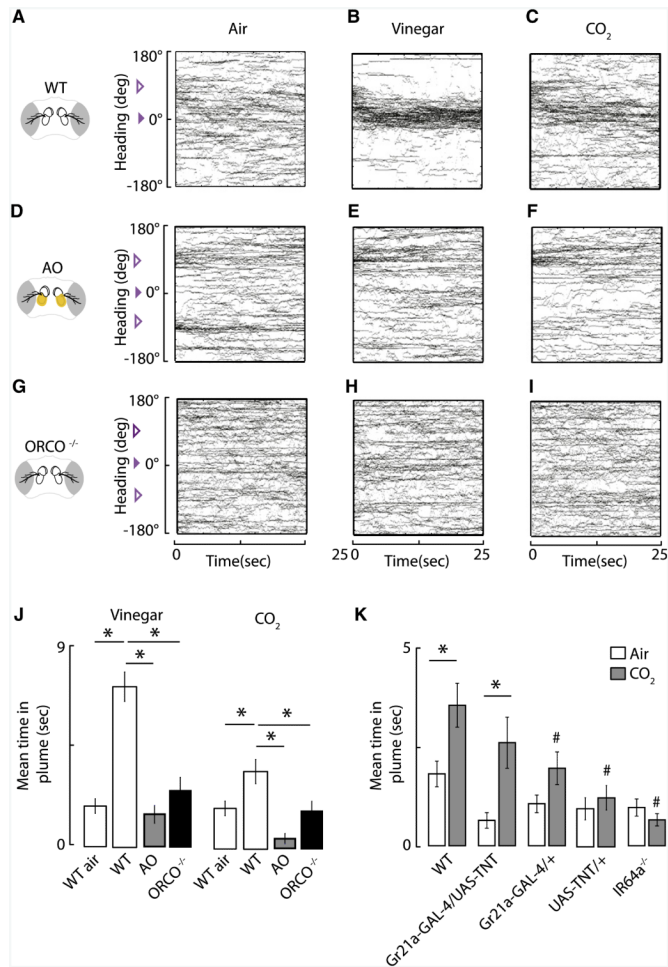 A
B
C
Air
Vinegar
CO2
WT
Heading (deg)
180°
0°
-180°
D
E
F
AO
Heading (deg)
180°
0°
-180°
G
H
I
ORCO -/-
Heading (deg)
180°
0°
-180°
0
25
0
25
0
25
Time(sec)
Time(sec)
Time(sec)
J
Vinegar
CO2
9
0
Mean time in
plume (sec)
*
*
*
*
*
*
WT air
WT
AO
ORCO-/-
WT air
WT
AO
ORCO-/-
K
5
0
Mean time in
plume (sec)
Air
CO2
*
*
#
#
#
WT
Gr21a-GAL-4/UAS-TNT
Gr21a-GAL-4/+
UAS-TNT/+
IR64a-/-